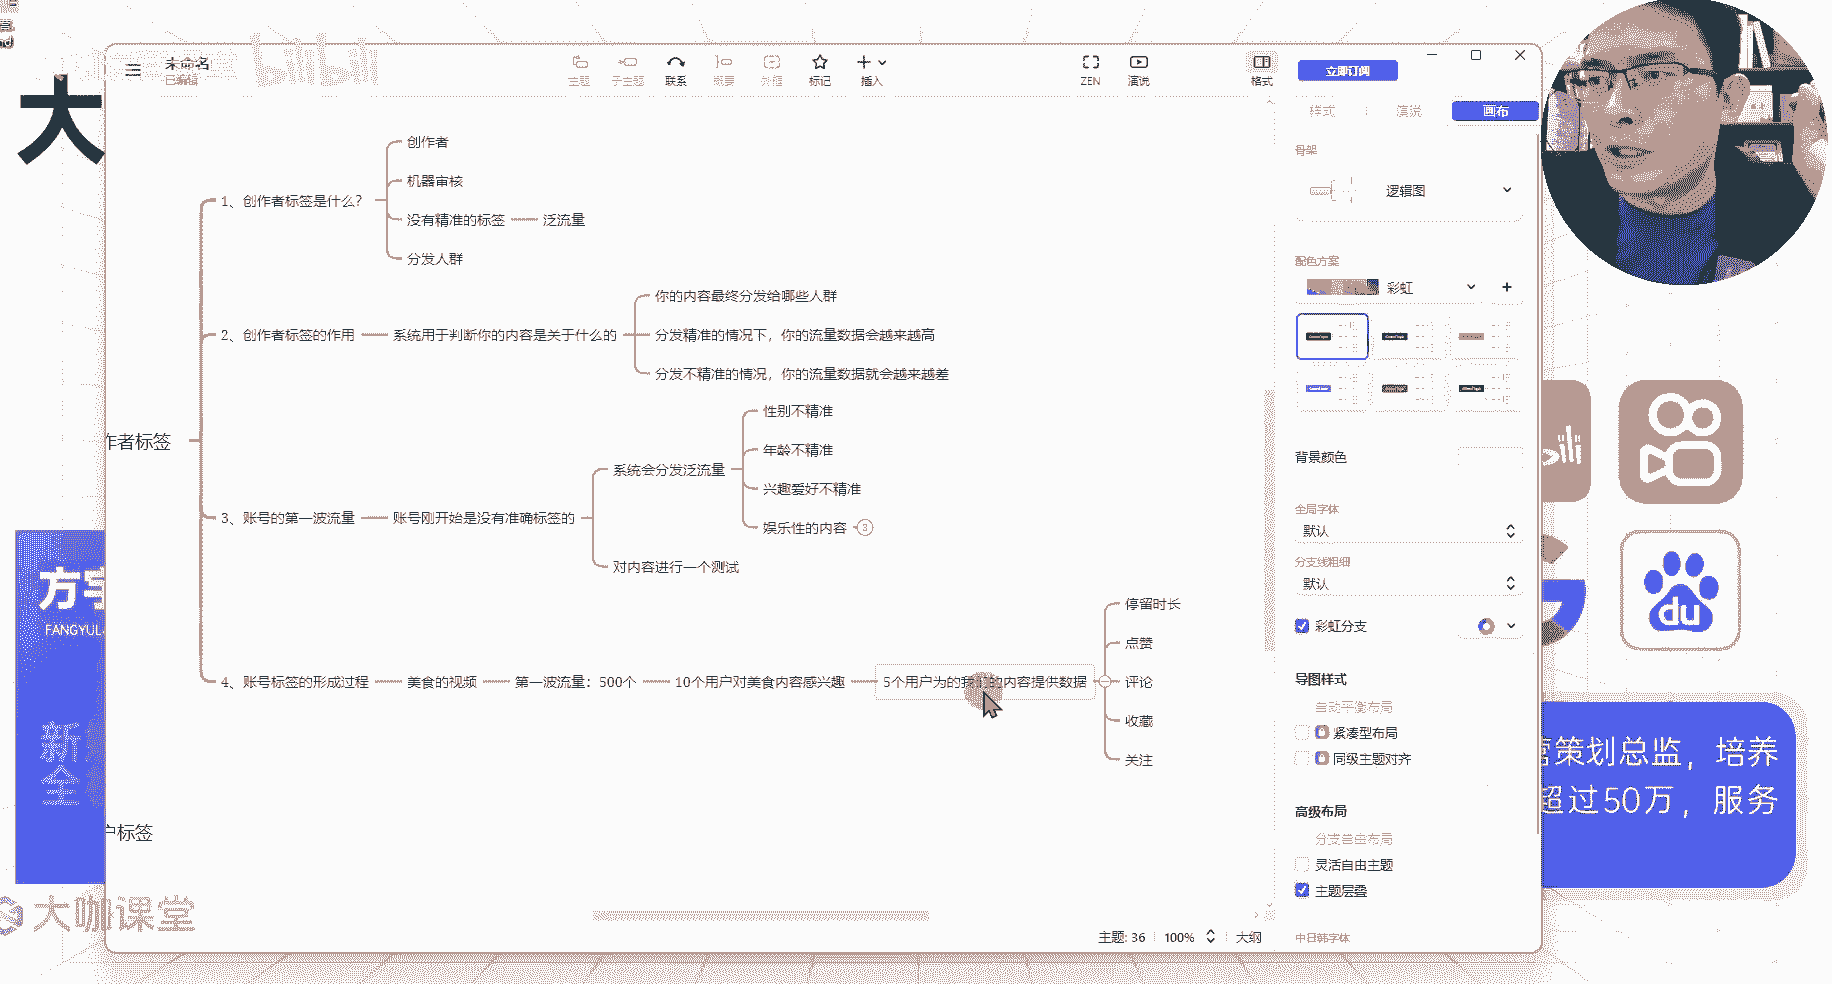 大
未命名
已编辑
bilibili
主题
子主题
联系
概要
外框
标记
插入
ZEN
演说
格式
立即订阅
样式
演说
画布
骨架
逻辑图
配色方案
彩虹
背景颜色
全局字体
默认
分支线粗细
默认
彩虹分支
导图样式
自动平衡布局
紧凑型布局
同级主题对齐
高级布局
分支自由布局
灵活自由主题
主题层叠
中日韩字体
作者标签
1、创作者标签是什么？
创作者
机器审核
没有精准的标签
泛流量
分发人群
2、创作者标签的作用
系统用于判断你的内容是关于什么的
你的内容最终分发给哪些人群
分发精准的情况下，你的流量数据会越来越高
分发不精准的情况，你的流量数据就会越来越差
3、账号的第一波流量
账号刚开始是没有准确标签的
系统会分发泛流量
性别不精准
年龄不精准
兴趣爱好不精准
娱乐性的内容
3
对内容进行一个测试
4、账号标签的形成过程
美食的视频
第一波流量：500个
10个用户对美食内容感兴趣
5个用户为的我们的内容提供数据
停留时长
点赞
评论
收藏
关注
户标签
主题: 36
100%
大纲
方宇
FANGYUL
新
全
大咖课堂
du
营策划总监，培养
超过50万，服务